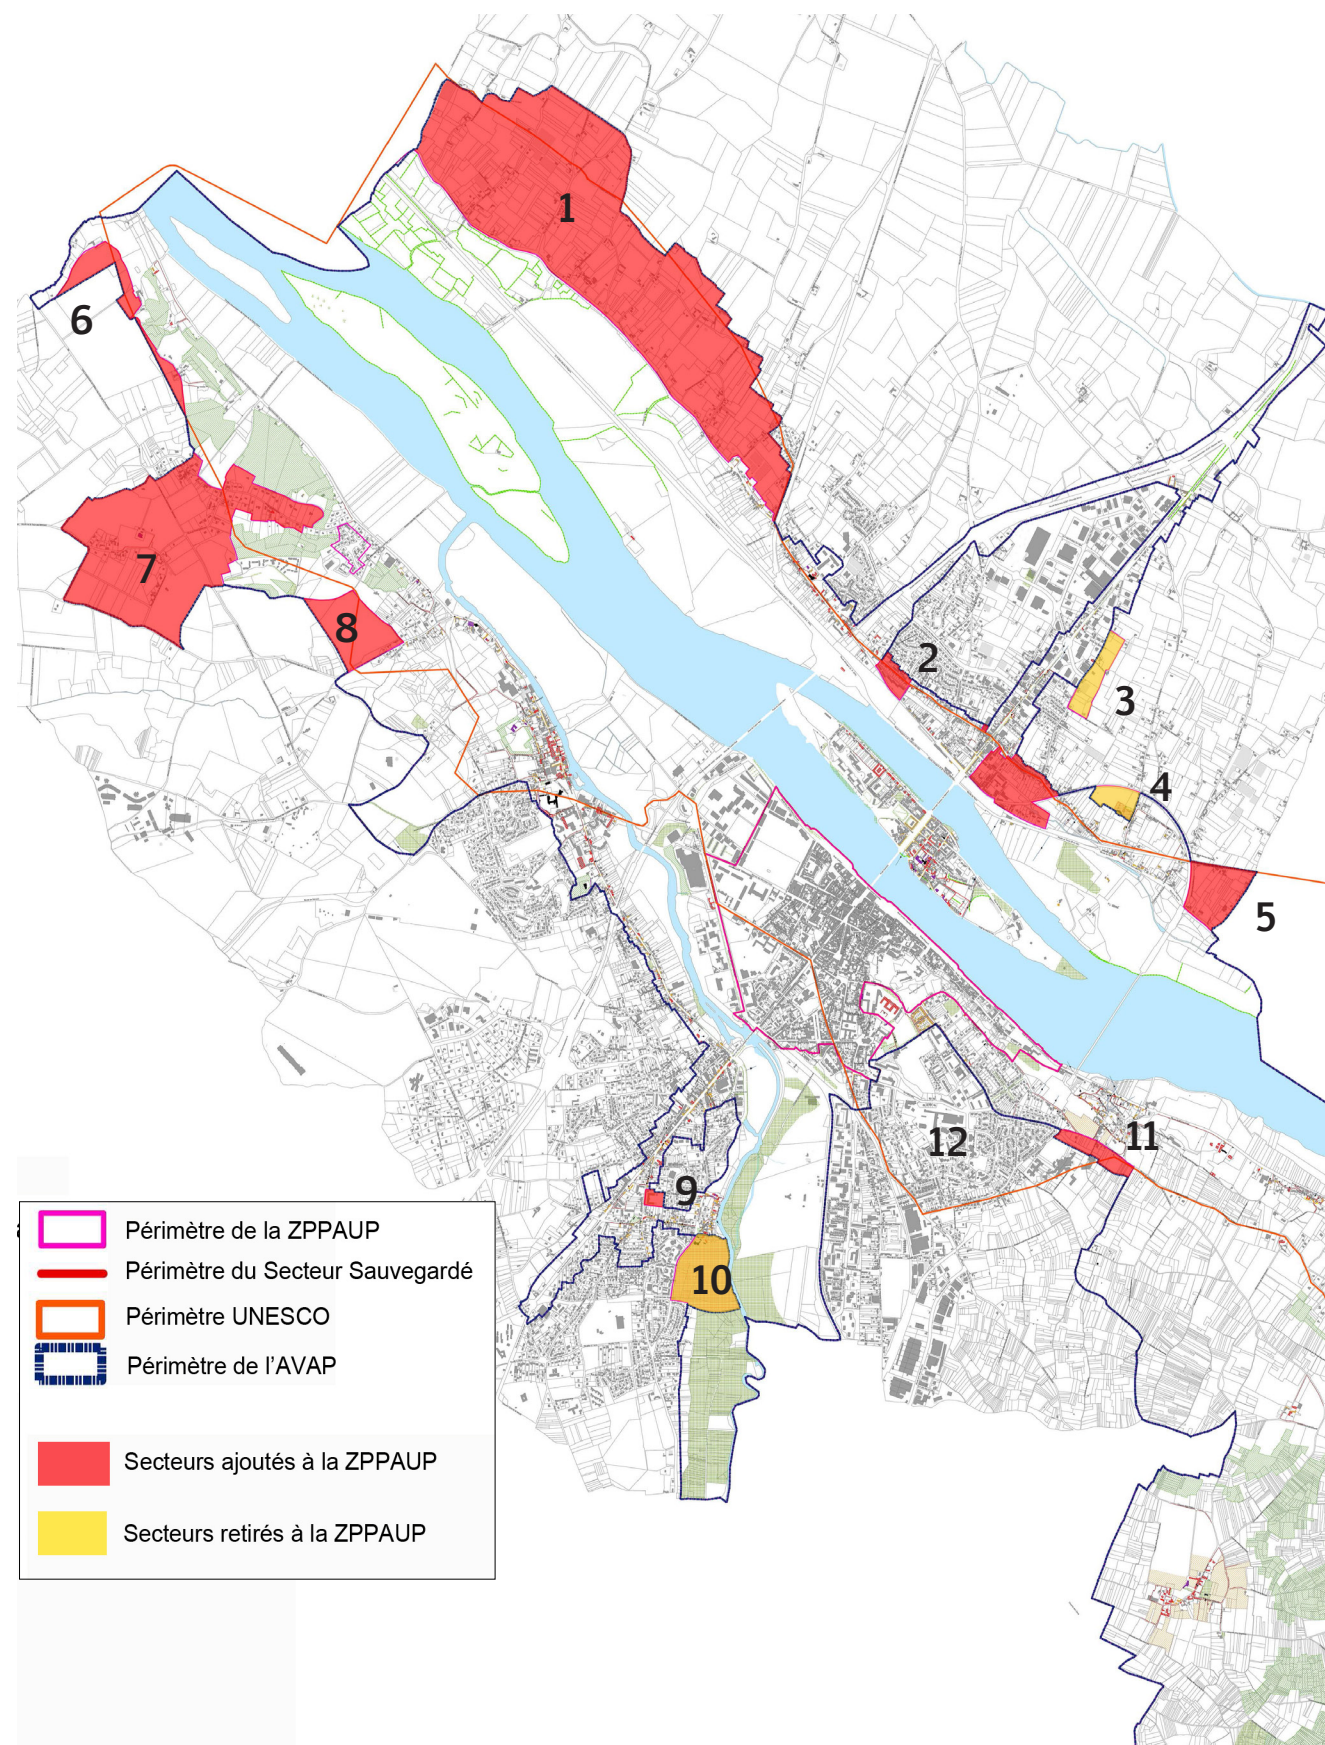 1
6
7
8
2
3
4
5
12
11
9
10
Périmètre de la ZPPAUP
Périmètre du Secteur Sauvegardé
Périmètre UNESCO
Périmètre de l'AVAP
Secteurs ajoutés à la ZPPAUP
Secteurs retirés à la ZPPAUP